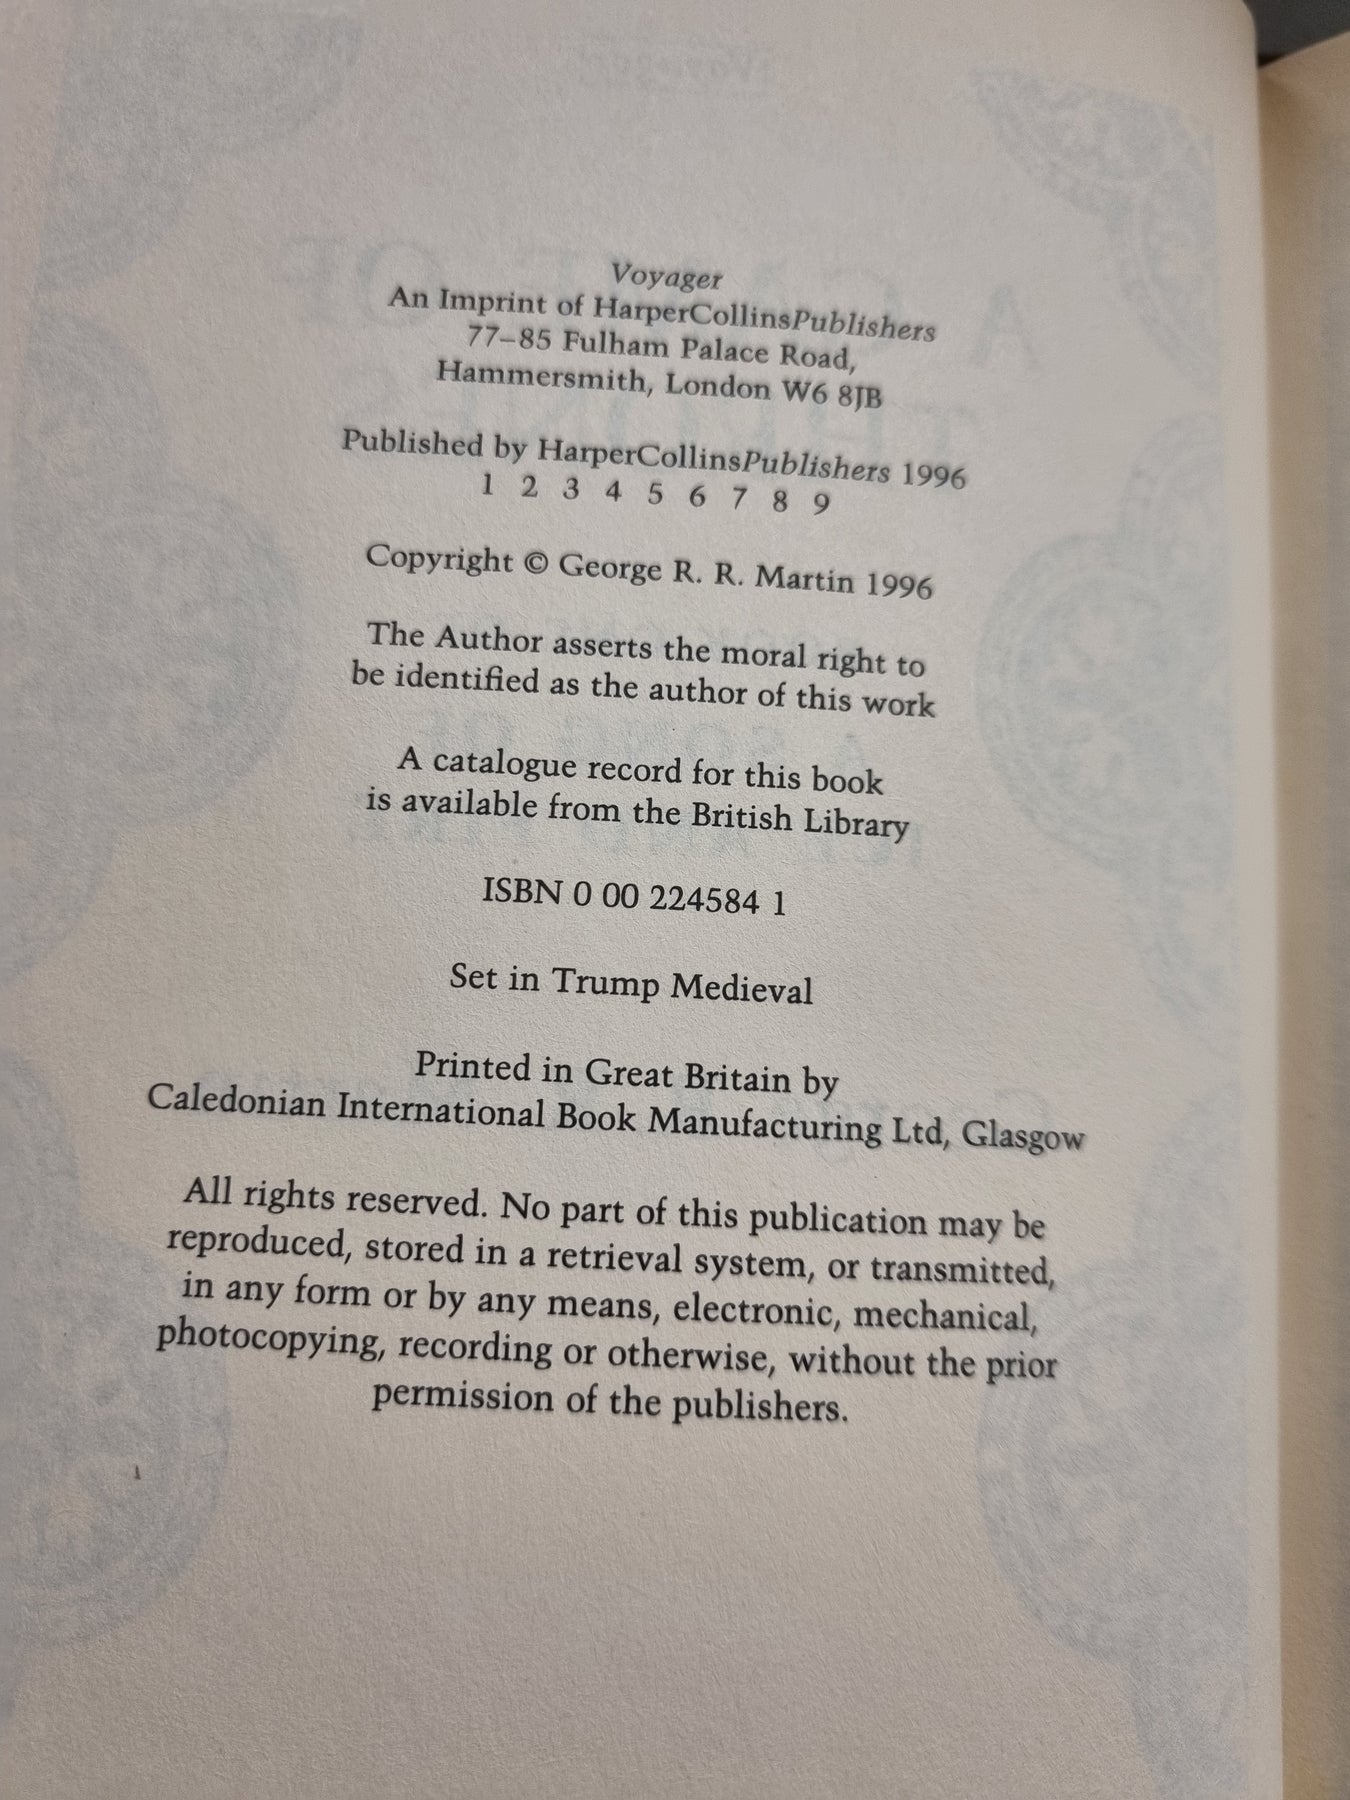 Voyager
An Imprint of HarperCollinsPublishers
77–85 Fulham Palace Road,
Hammersmith, London W6 8JB
Published by HarperCollinsPublishers 1996
1 2 3 4 5 6 7 8 9
Copyright © George R. R. Martin 1996
The Author asserts the moral right to
be identified as the author of this work
A catalogue record for this book
is available from the British Library
ISBN 0 00 224584 1
Set in Trump Medieval
Printed in Great Britain by
Caledonian International Book Manufacturing Ltd, Glasgow
All rights reserved. No part of this publication may be
reproduced, stored in a retrieval system, or transmitted,
in any form or by any means, electronic, mechanical,
photocopying, recording or otherwise, without the prior
permission of the publishers.